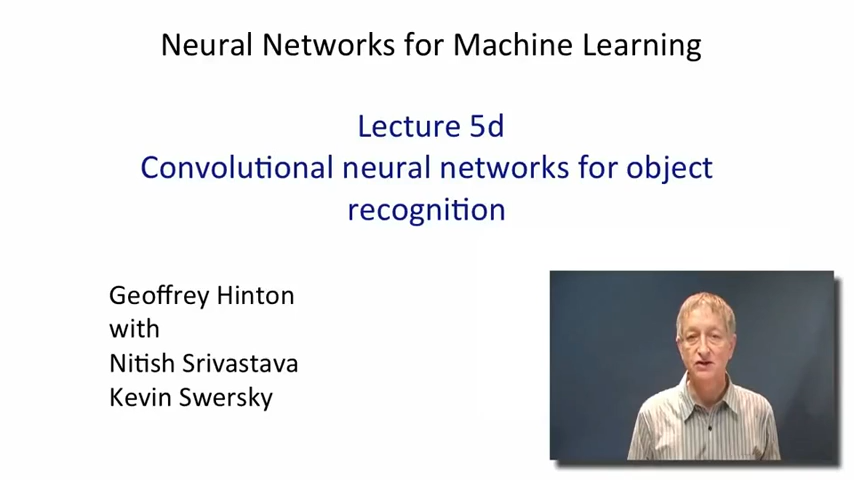 Neural Networks for Machine Learning
Lecture 5d
Convolutional neural networks for object
recognition
Geoffrey Hinton
with
Nitish Srivastava
Kevin Swersky